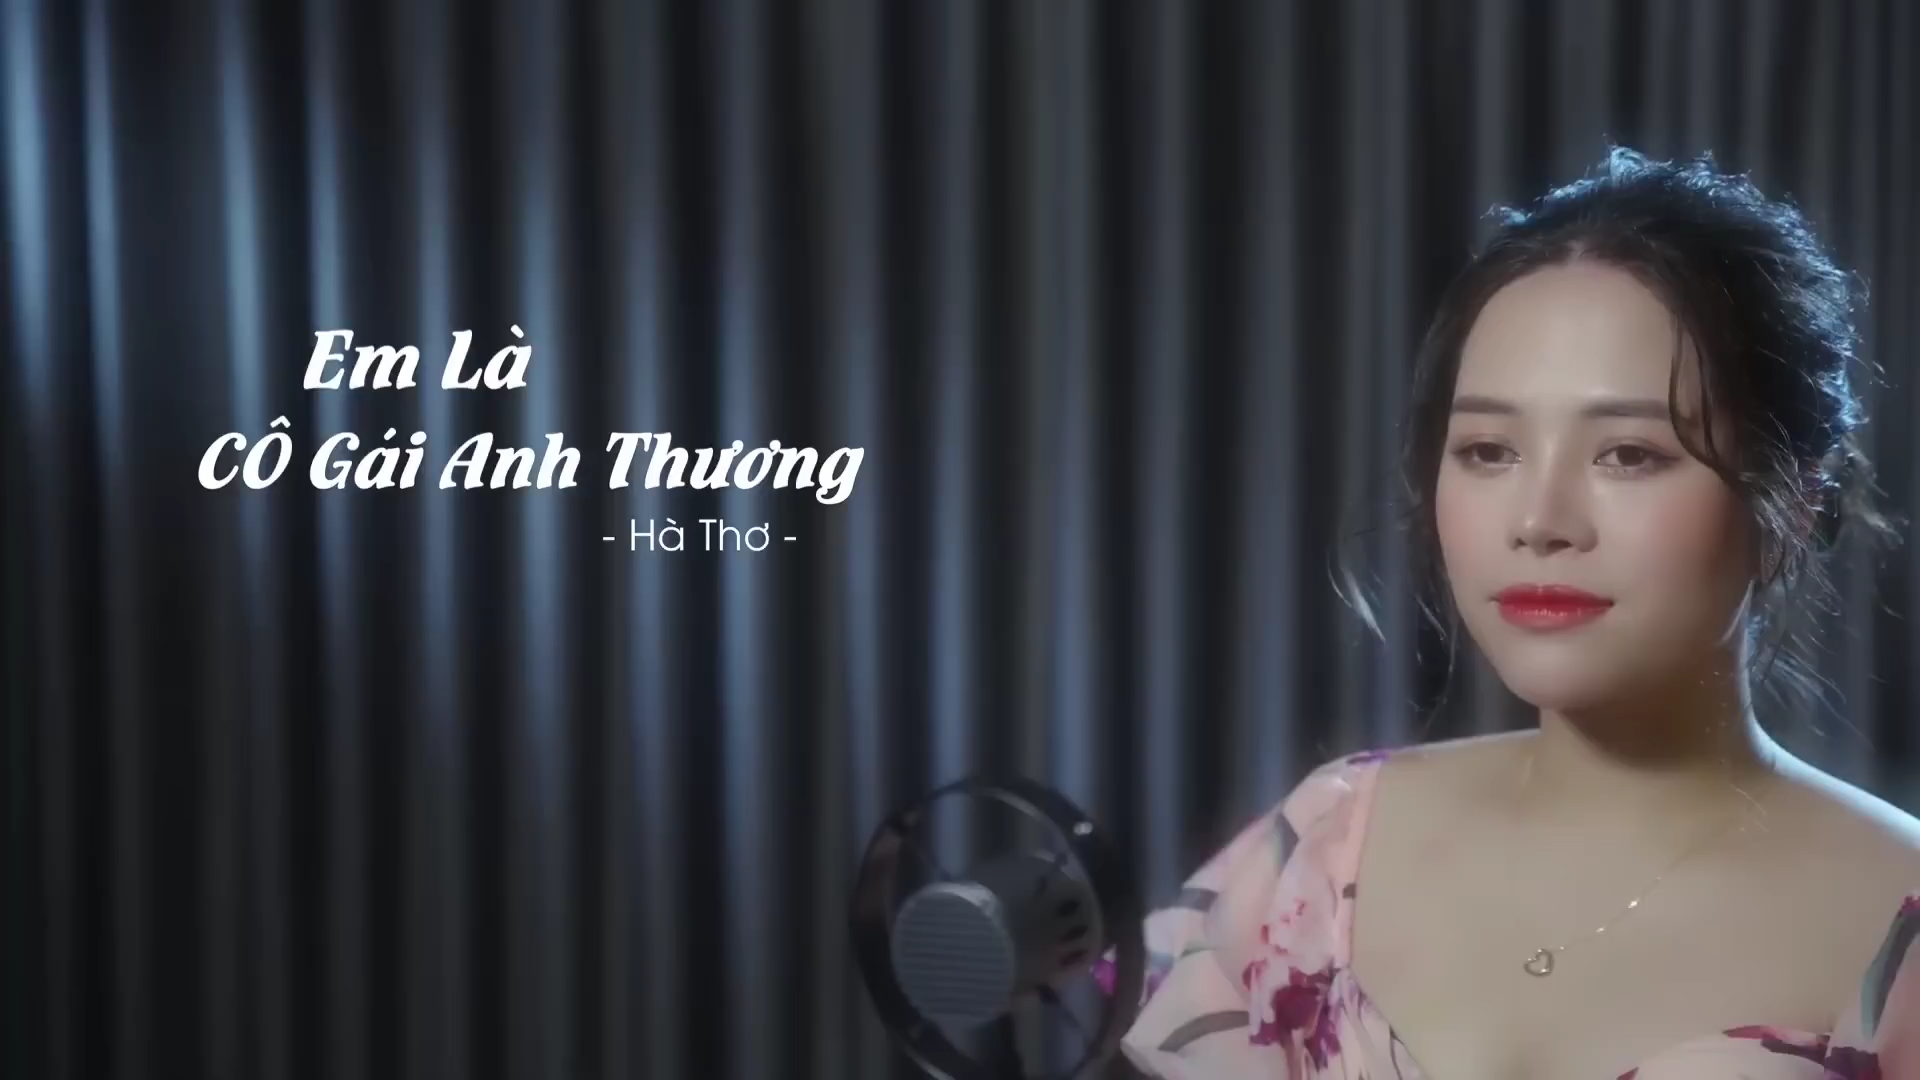 Em Là
CÔ Gái Anh Thương
- Hà Thơ -